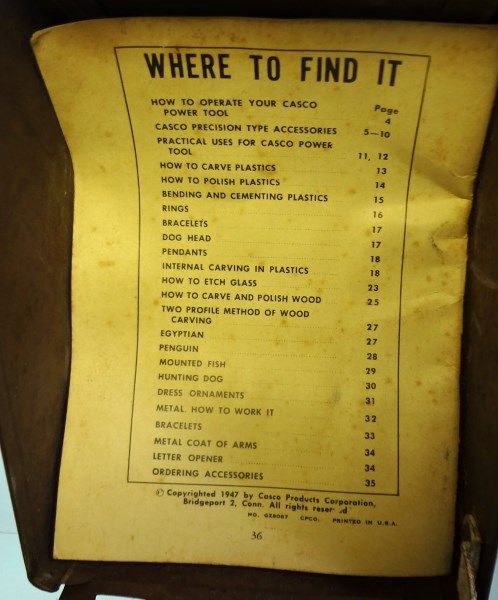 WHERE TO FIND IT
Page
HOW TO OPERATE YOUR CASCO
POWER TOOL 4
CASCO PRECISION TYPE ACCESSORIES 5—10
PRACTICAL USES FOR CASCO POWER
TOOL 11, 12
HOW TO CARVE PLASTICS 13
HOW TO POLISH PLASTICS 14
BENDING AND CEMENTING PLASTICS 15
RINGS 16
BRACELETS 17
DOG HEAD 17
PENDANTS 18
INTERNAL CARVING IN PLASTICS 18
HOW TO ETCH GLASS 23
HOW TO CARVE AND POLISH WOOD 25
TWO PROFILE METHOD OF WOOD
CARVING 27
EGYPTIAN 27
PENGUIN 28
MOUNTED FISH 29
HUNTING DOG 30
DRESS ORNAMENTS 31
METAL. HOW TO WORK IT 32
BRACELETS 33
METAL COAT OF ARMS 34
LETTER OPENER 34
ORDERING ACCESSORIES 35
© Copyrighted 1947 by Casco Products Corporation,
Bridgeport 2, Conn. All rights
NO. GX8087 CPCO. PRINTED IN U.S.A.
36